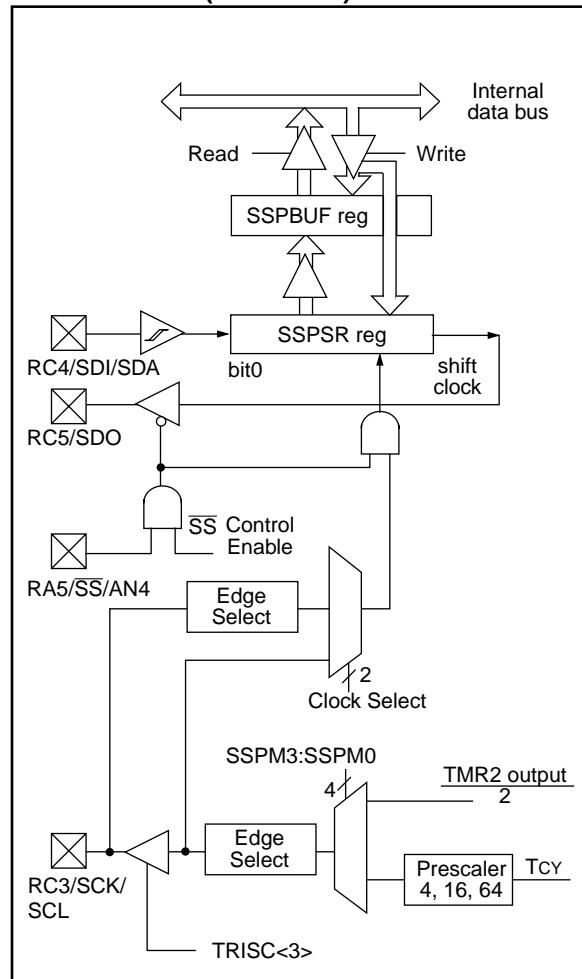 Internal
data bus
Read
Write
SSPBUF reg
SSPSR reg
RC4/SDI/SDA
bit0
shift
clock
RC5/SDO
S̅S̅ Control
Enable
RA5/S̅S̅/AN4
Edge
Select
2
Clock Select
SSPM3:SSPM0
4
TMR2 output
2
Edge
Select
Prescaler
4, 16, 64
TCY
RC3/SCK/
SCL
TRISC<3>